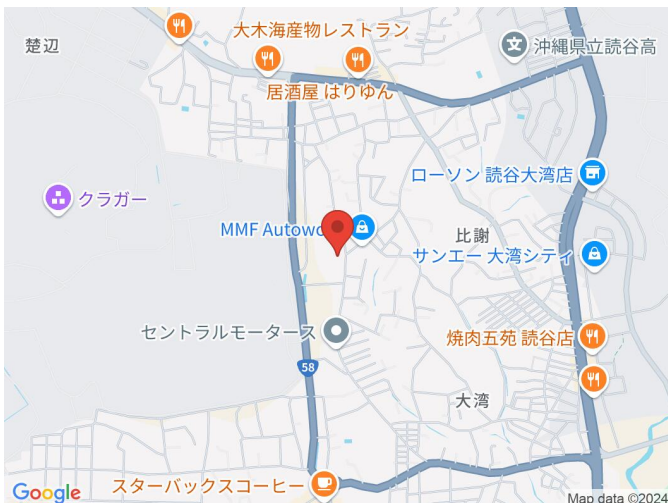 楚辺
大木海産物レストラン
文
沖縄県立読谷高
居酒屋 はりゆん
ローソン 読谷大湾店
クラガー
MMF Autowo
比謝
サンエー 大湾シティ
セントラルモータース
焼肉五苑 読谷店
58
大湾
スターバックスコーヒー
Google
Map data ©2024